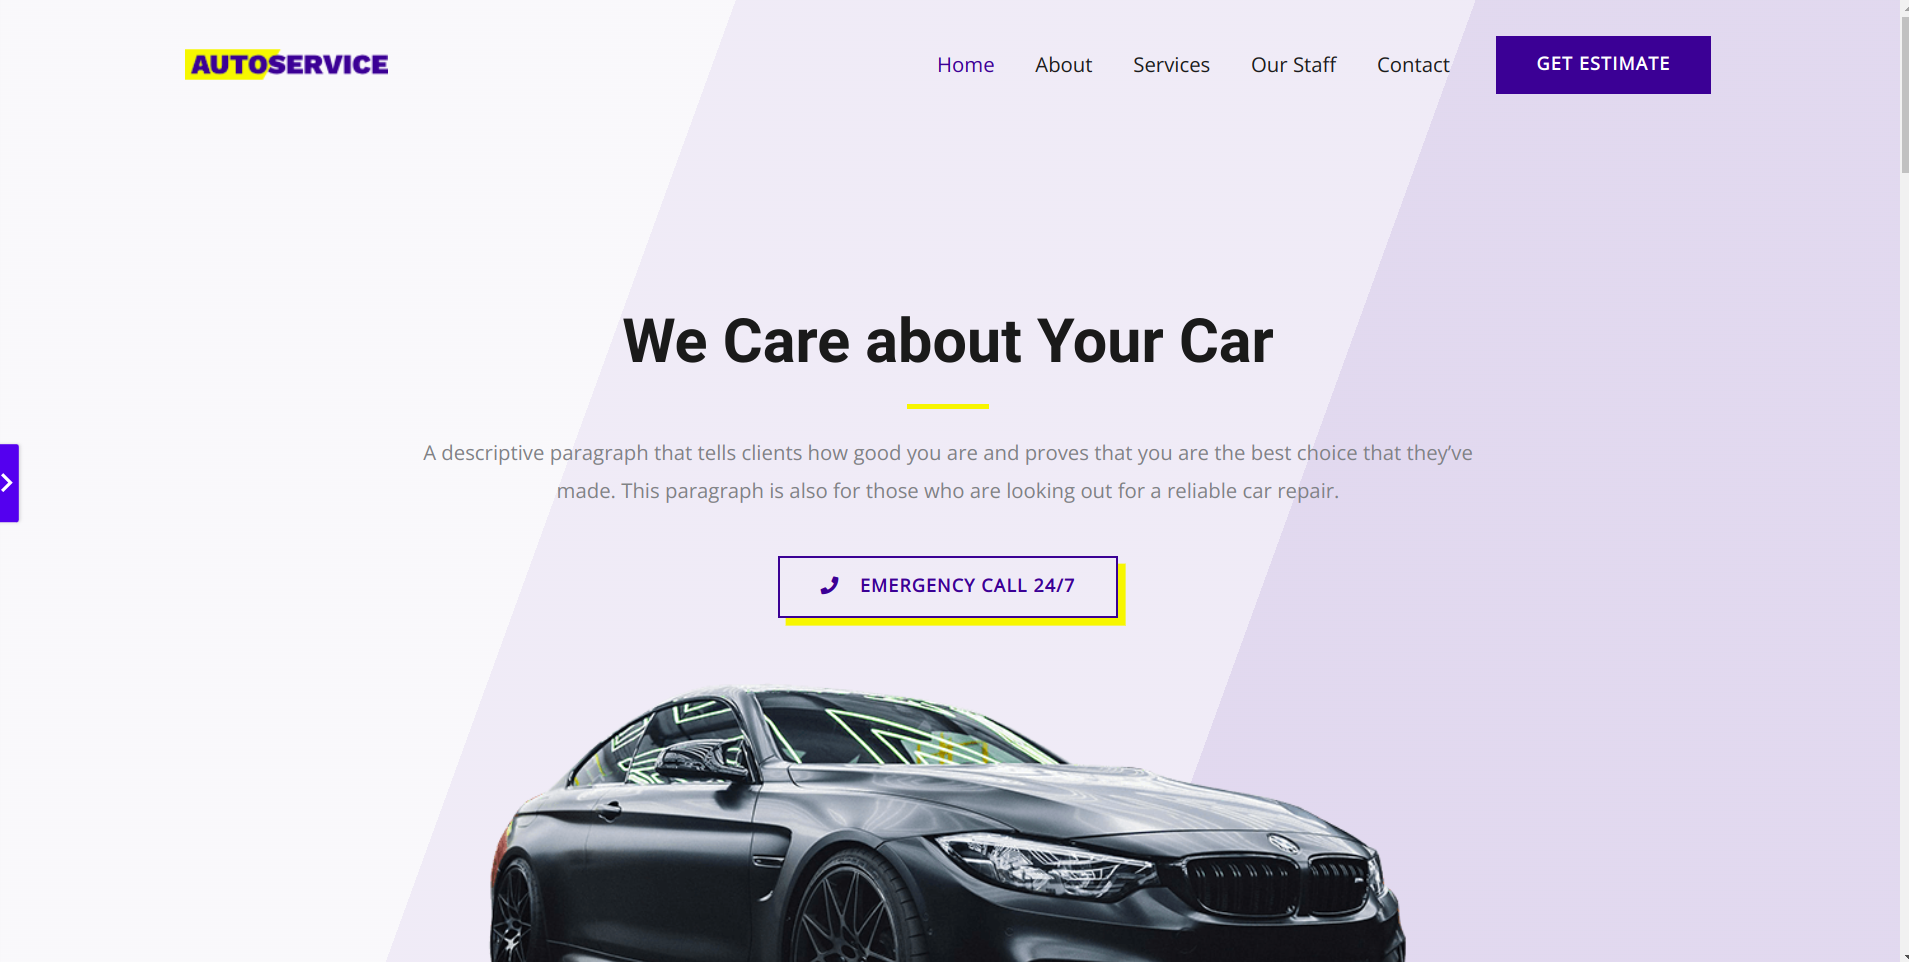 AUTOSERVICE
Home About Services Our Staff Contact GET ESTIMATE
We Care about Your Car
A descriptive paragraph that tells clients how good you are and proves that you are the best choice that they’ve
made. This paragraph is also for those who are looking out for a reliable car repair.
EMERGENCY CALL 24/7